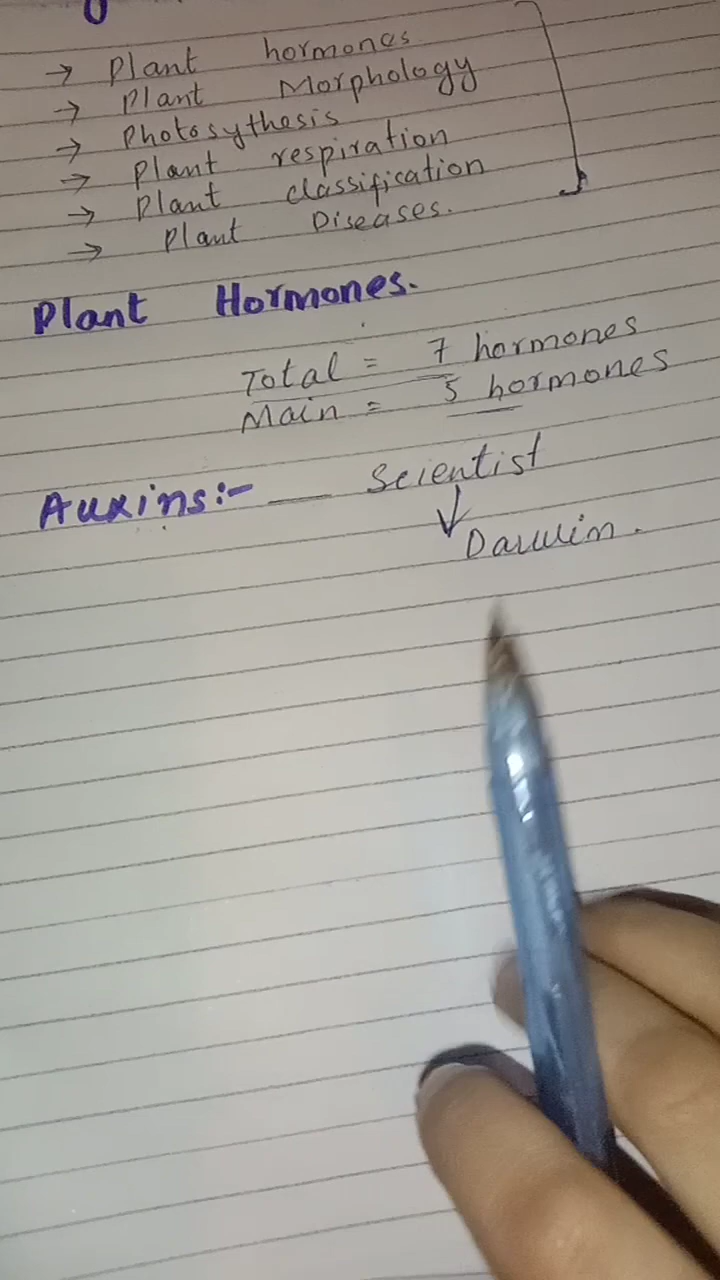 → Plant hormones
→ Plant Morphology
→ Photosythesis
→ Plant respiration
→ Plant classification
→ Plant Diseases.
Plant Hormones.
Total = 7 hormones
Main = 5 hormones
Auxins:- — Scientist
↓
Darwin.